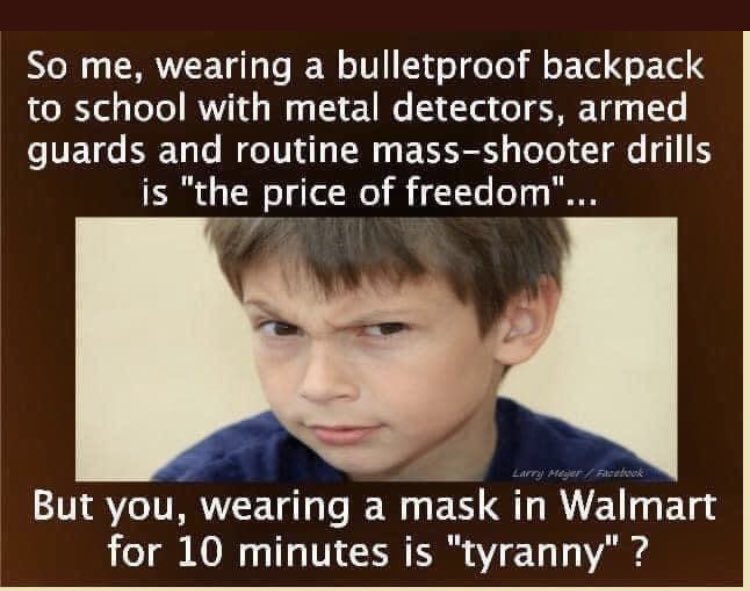 So me, wearing a bulletproof backpack
to school with metal detectors, armed
guards and routine mass-shooter drills
is "the price of freedom"...
Larry Meyer / Facebook
But you, wearing a mask in Walmart
for 10 minutes is "tyranny" ?